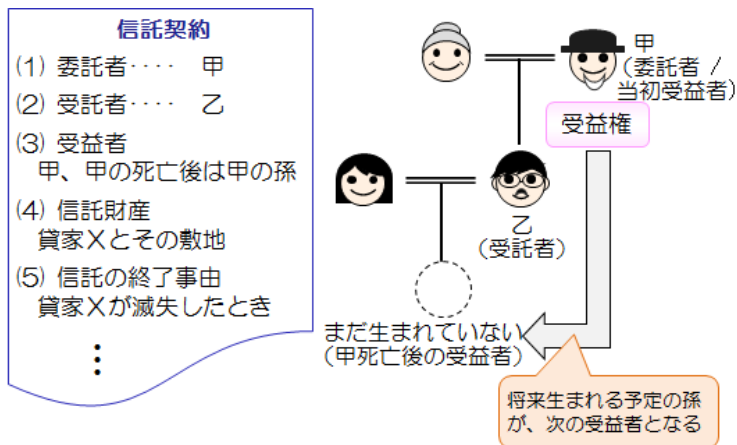 信託契約
(1) 委託者‥‥ 甲
(2) 受託者‥‥ 乙
(3) 受益者
甲、甲の死亡後は甲の孫
(4) 信託財産
貸家Xとその敷地
(5) 信託の終了事由
貸家Xが滅失したとき
⋮
甲
(委託者 /
当初受益者)
受益権
乙
(受託者)
まだ生まれていない
(甲死亡後の受益者)
将来生まれる予定の孫
が、次の受益者となる